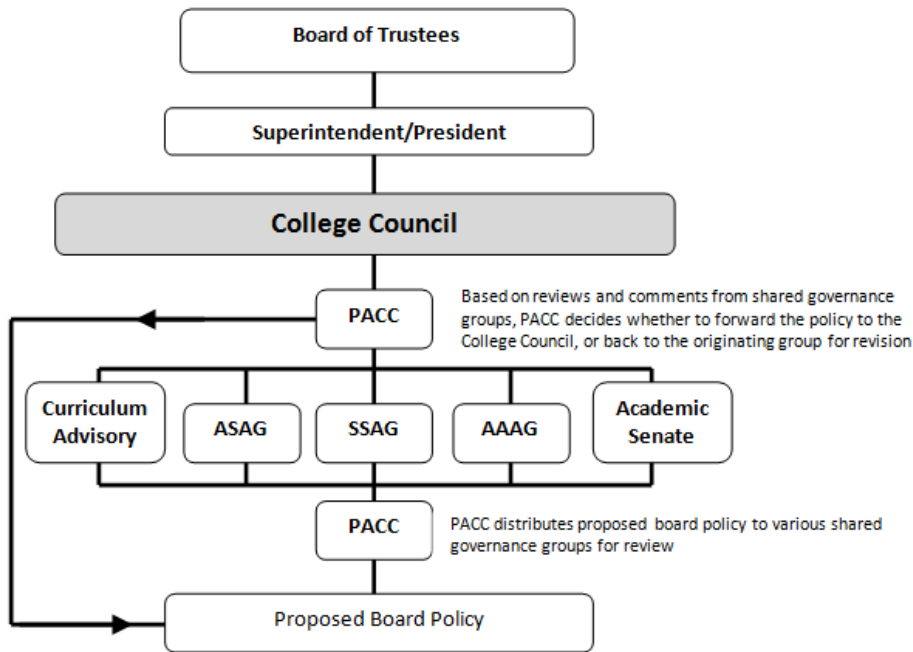 Board of Trustees
Superintendent/President
College Council
PACC
Based on reviews and comments from shared governance
groups, PACC decides whether to forward the policy to the
College Council, or back to the originating group for revision
Curriculum
Advisory
ASAG
SSAG
AAAG
Academic
Senate
PACC
PACC distributes proposed board policy to various shared
governance groups for review
Proposed Board Policy